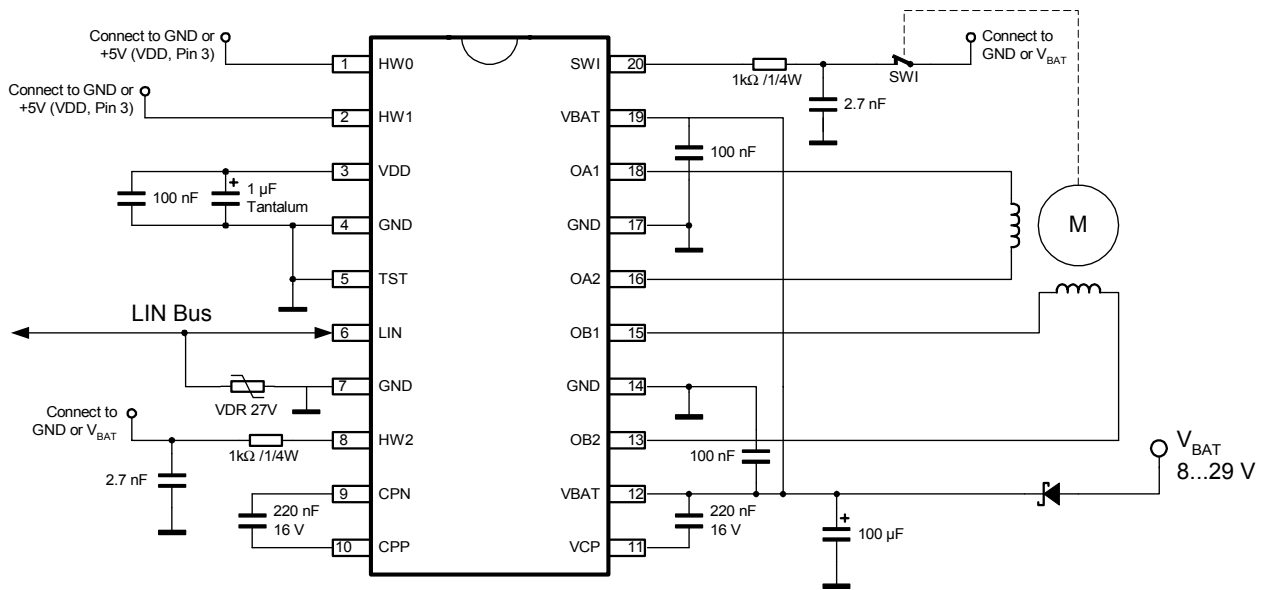 Connect to GND or
+5V (VDD, Pin 3)
Connect to GND or
+5V (VDD, Pin 3)
100 nF
1 µF
Tantalum
LIN Bus
VDR 27V
Connect to
GND or VBAT
1kΩ /1/4W
2.7 nF
220 nF
16 V
1 HW0
2 HW1
3 VDD
4 GND
5 TST
6 LIN
7 GND
8 HW2
9 CPN
10 CPP
SWI 20
VBAT 19
OA1 18
GND 17
OA2 16
OB1 15
GND 14
OB2 13
VBAT 12
VCP 11
1kΩ /1/4W
SWI
Connect to
GND or VBAT
2.7 nF
100 nF
M
100 nF
220 nF
16 V
100 µF
VBAT
8...29 V